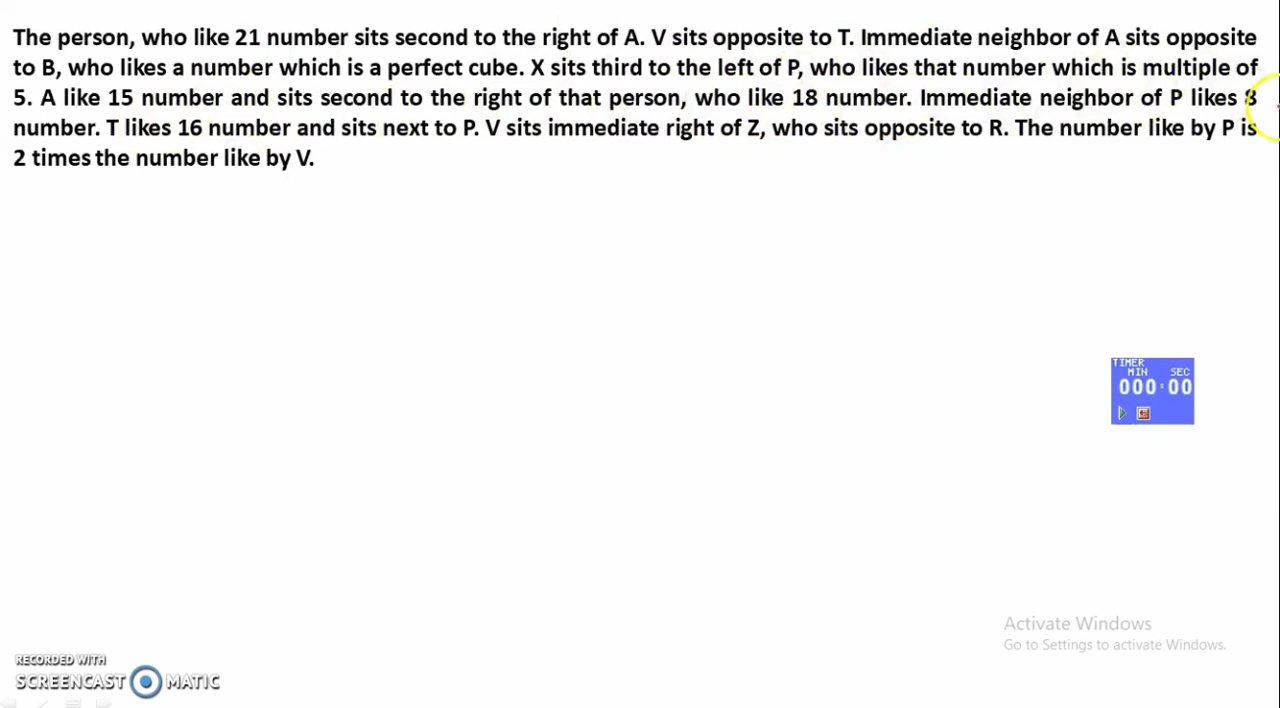 The person, who like 21 number sits second to the right of A. V sits opposite to T. Immediate neighbor of A sits opposite
to B, who likes a number which is a perfect cube. X sits third to the left of P, who likes that number which is multiple of
5. A like 15 number and sits second to the right of that person, who like 18 number. Immediate neighbor of P likes 8
number. T likes 16 number and sits next to P. V sits immediate right of Z, who sits opposite to R. The number like by P is
2 times the number like by V.
TIMER
MIN SEC
000:00
Activate Windows
Go to Settings to activate Windows.
RECORDED WITH
SCREENCAST MATIC